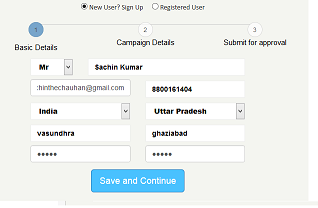 New User? Sign Up Registered User
1 2 3
Basic Details Campaign Details Submit for approval
Mr Sachin Kumar
:hinthechauhan@gmail.com 8800161404
India Uttar Pradesh
vasundhra ghaziabad
••••• •••••
Save and Continue